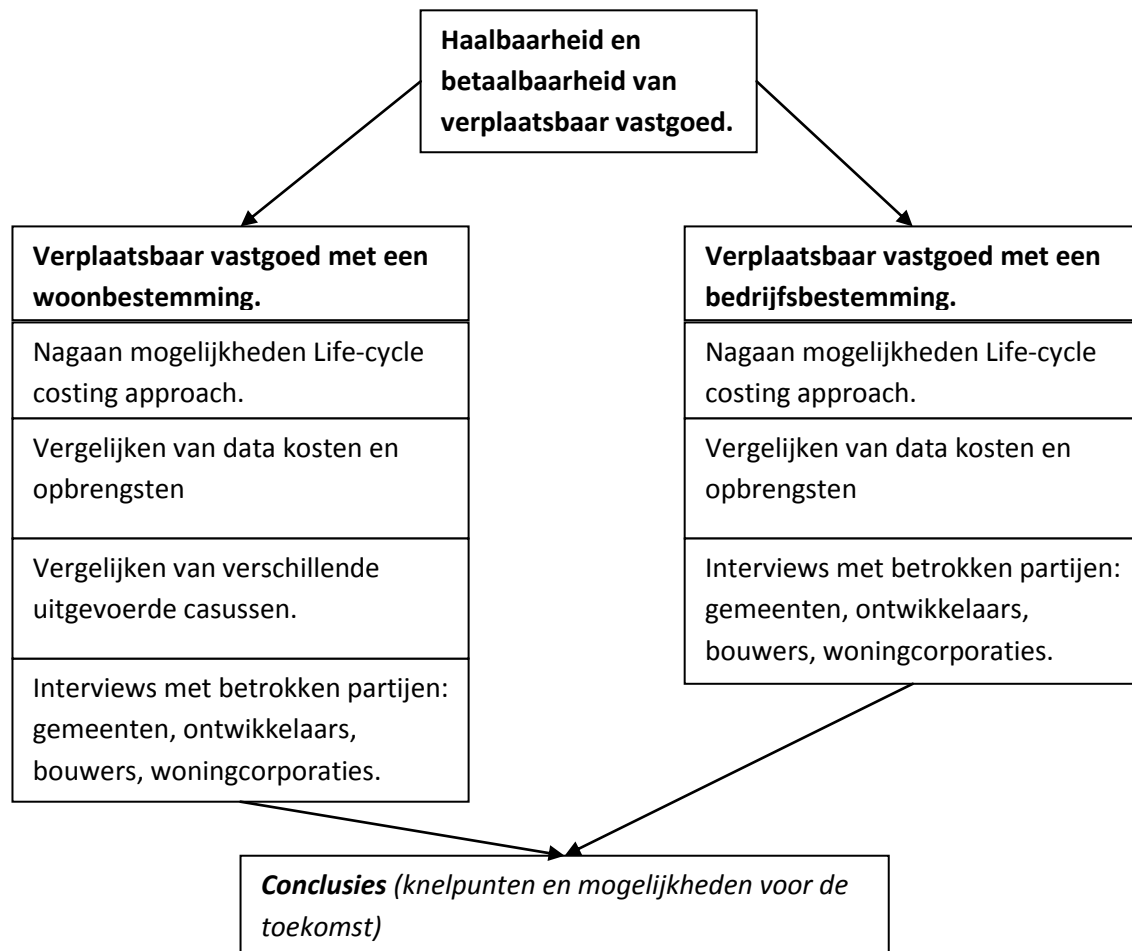 Haalbaarheid en
betaalbaarheid van
verplaatsbaar vastgoed.
Verplaatsbaar vastgoed met een
woonbestemming.
Nagaan mogelijkheden Life-cycle
costing approach.
Vergelijken van data kosten en
opbrengsten
Vergelijken van verschillende
uitgevoerde casussen.
Interviews met betrokken partijen:
gemeenten, ontwikkelaars,
bouwers, woningcorporaties.
Verplaatsbaar vastgoed met een
bedrijfsbestemming.
Nagaan mogelijkheden Life-cycle
costing approach.
Vergelijken van data kosten en
opbrengsten
Interviews met betrokken partijen:
gemeenten, ontwikkelaars,
bouwers, woningcorporaties.
Conclusies (knelpunten en mogelijkheden voor de
toekomst)